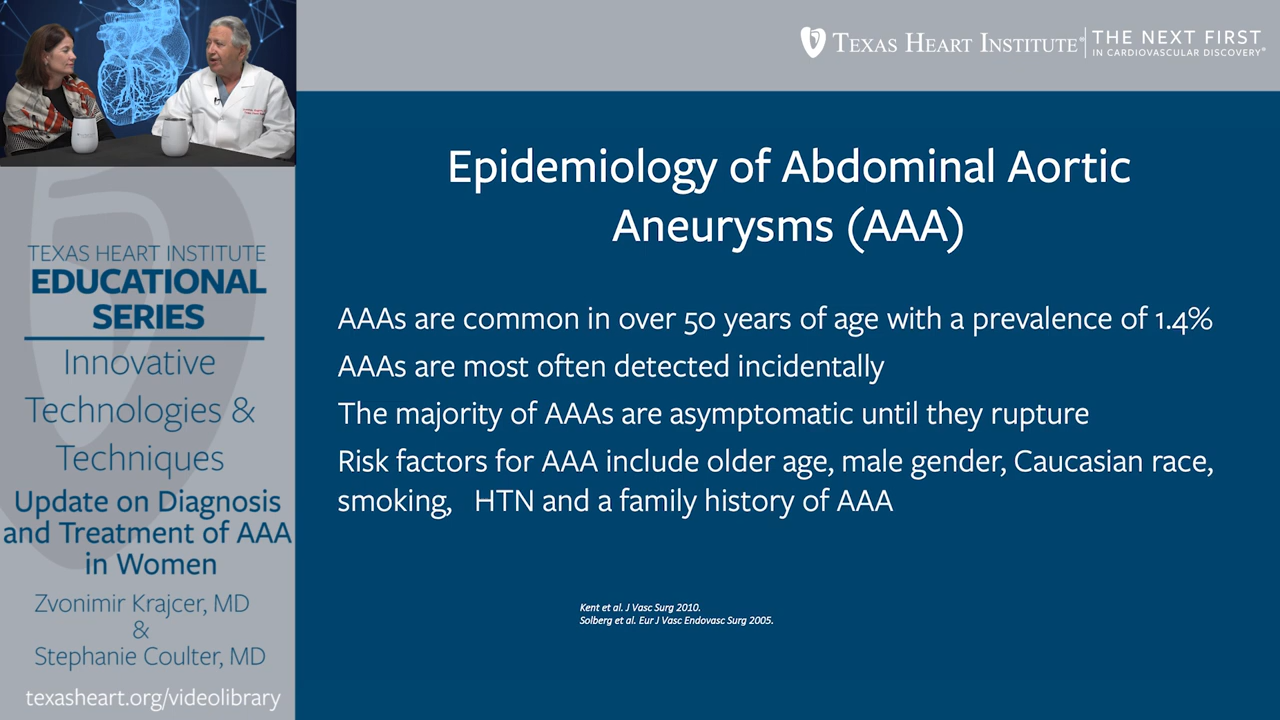 TEXAS HEART INSTITUTE® THE NEXT FIRST
IN CARDIOVASCULAR DISCOVERY®
TEXAS HEART INSTITUTE
EDUCATIONAL
SERIES
Innovative
Technologies &
Techniques
Update on Diagnosis
and Treatment of AAA
in Women
Zvonimir Krajcer, MD
&
Stephanie Coulter, MD
texasheart.org/videolibrary
Epidemiology of Abdominal Aortic
Aneurysms (AAA)
AAAs are common in over 50 years of age with a prevalence of 1.4%
AAAs are most often detected incidentally
The majority of AAAs are asymptomatic until they rupture
Risk factors for AAA include older age, male gender, Caucasian race,
smoking, HTN and a family history of AAA
Kent et al. J Vasc Surg 2010.
Solberg et al. Eur J Vasc Endovasc Surg 2005.